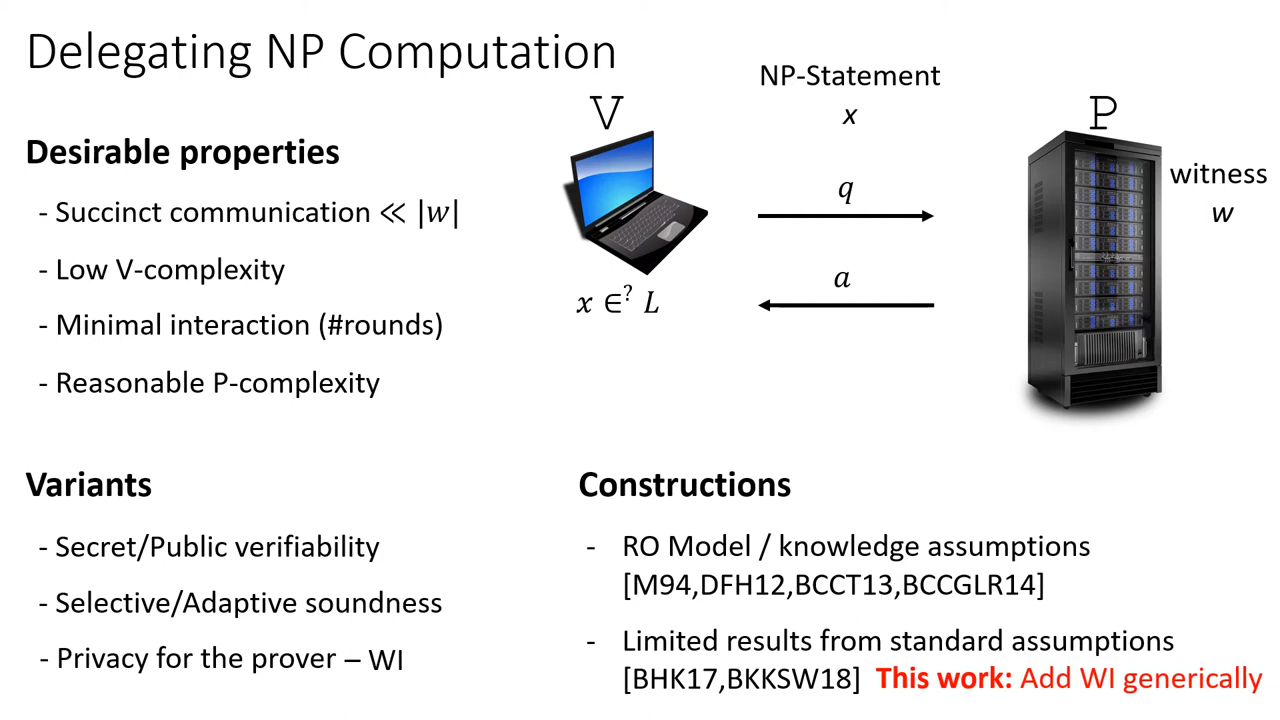 Delegating NP Computation
NP-Statement
x
V
P
witness
w
q
a
x ∈? L
Desirable properties
- Succinct communication ≪ |w|
- Low V-complexity
- Minimal interaction (#rounds)
- Reasonable P-complexity
Variants
- Secret/Public verifiability
- Selective/Adaptive soundness
- Privacy for the prover – WI
Constructions
- RO Model / knowledge assumptions
[M94,DFH12,BCCT13,BCCGLR14]
- Limited results from standard assumptions
[BHK17,BKKSW18] This work: Add WI generically